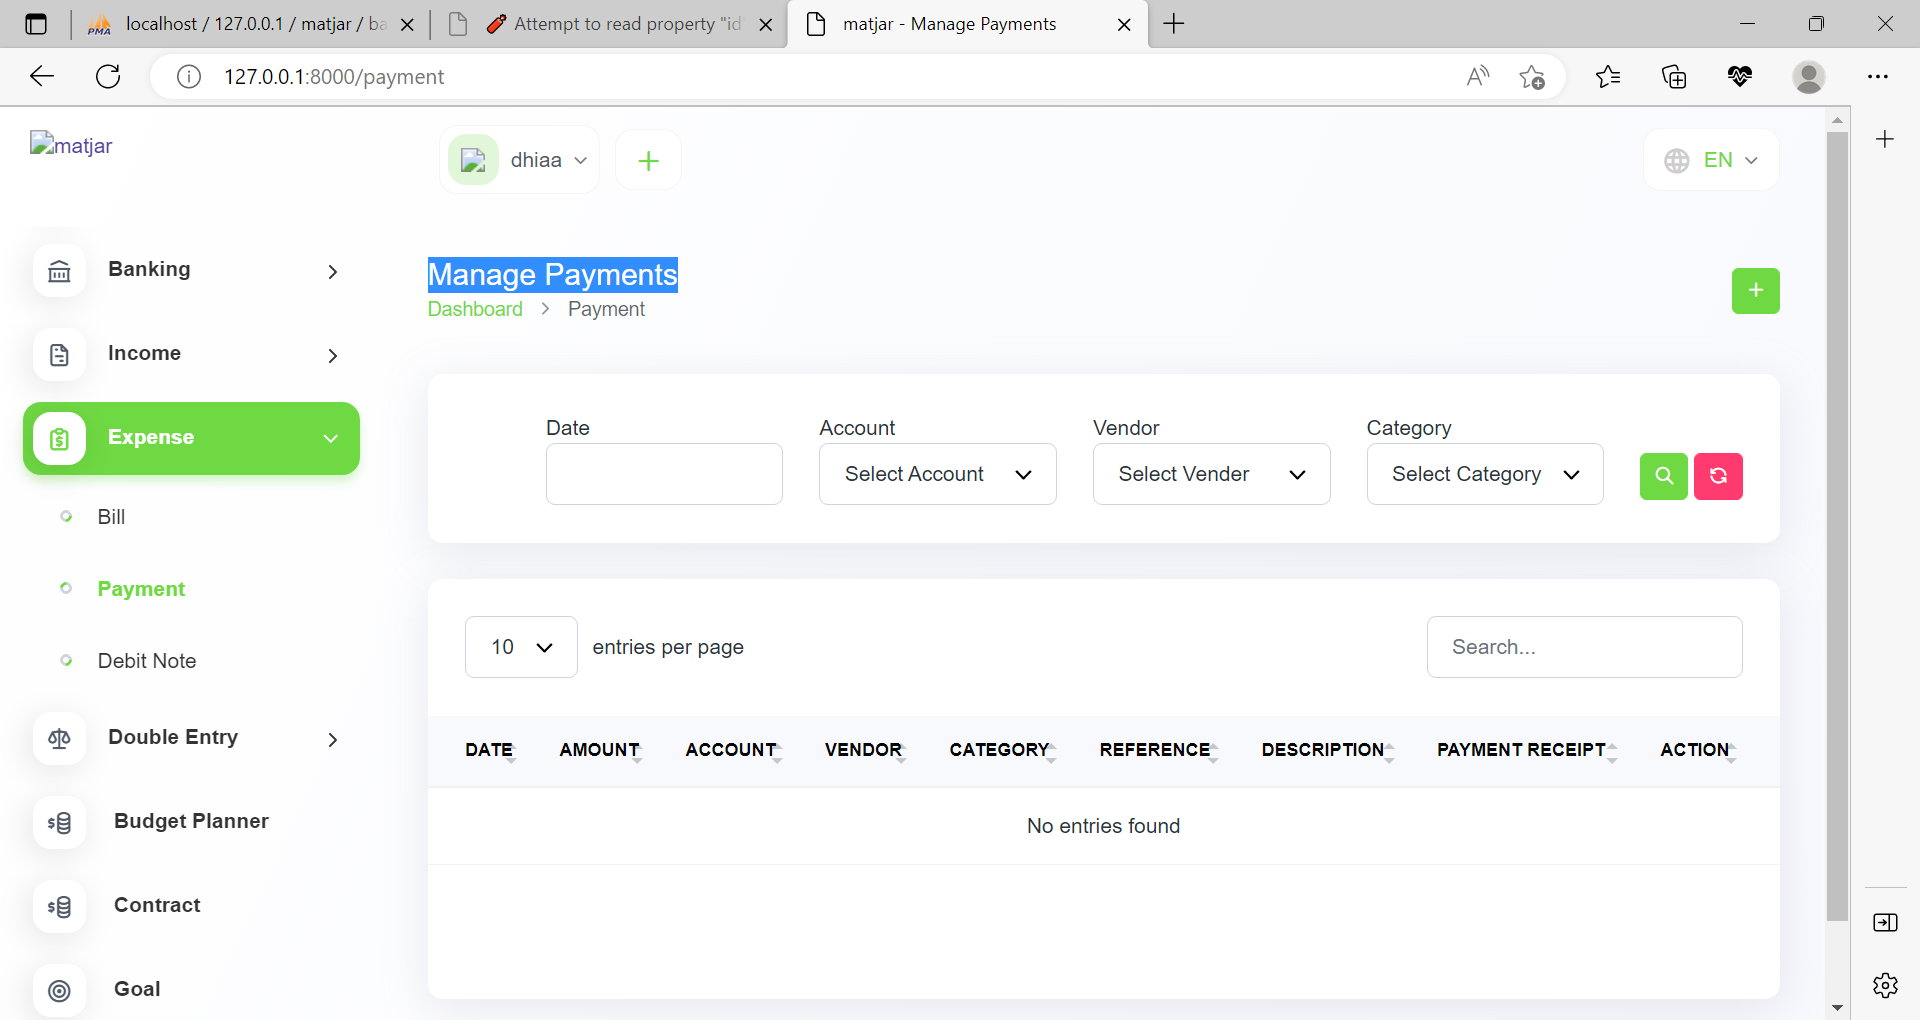 localhost / 127.0.0.1 / matjar / ba
Attempt to read property "id"
matjar - Manage Payments
127.0.0.1:8000/payment
matjar
dhiaa
EN
Banking
Income
Expense
Bill
Payment
Debit Note
Double Entry
Budget Planner
Contract
Goal
Manage Payments
Dashboard > Payment
+
Date Account Vendor Category
Select Account Select Vender Select Category
10 entries per page Search...
DATE AMOUNT ACCOUNT VENDOR CATEGORY REFERENCE DESCRIPTION PAYMENT RECEIPT ACTION
No entries found